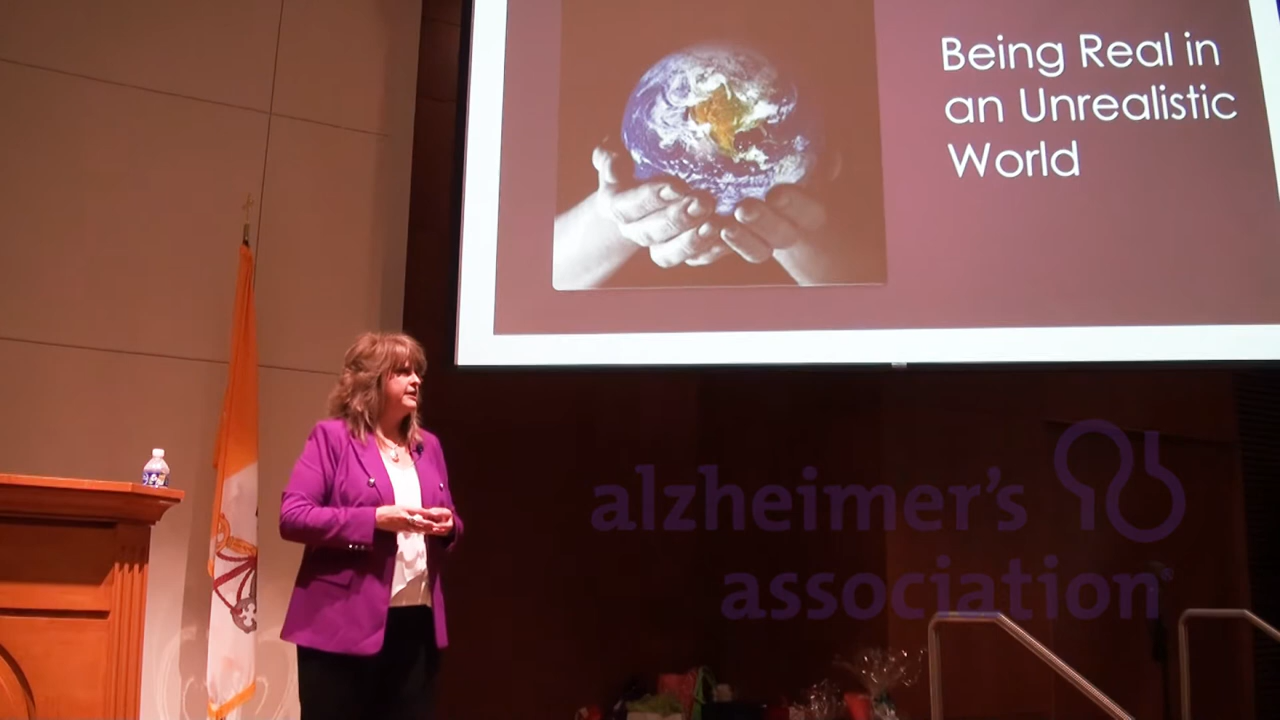 Being Real in
an Unrealistic
World
alzheimer's
association